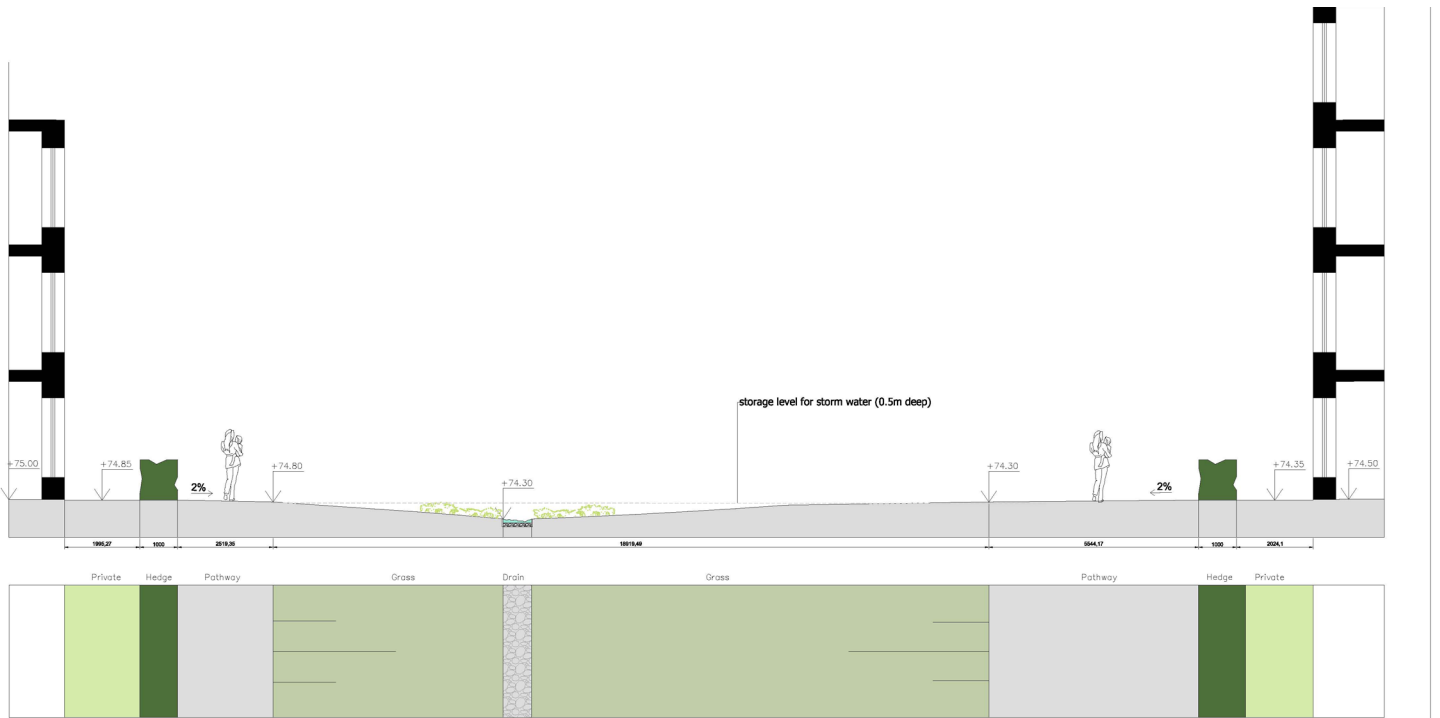 storage level for storm water (0.5m deep)
+75.00
+74.85
2%
+74.80
+74.30
+74.30
2%
+74.35
+74.50
1995,27
1000
2519,35
18919,49
5544,17
1000
2024,1
Private
Hedge
Pathway
Grass
Drain
Grass
Pathway
Hedge
Private